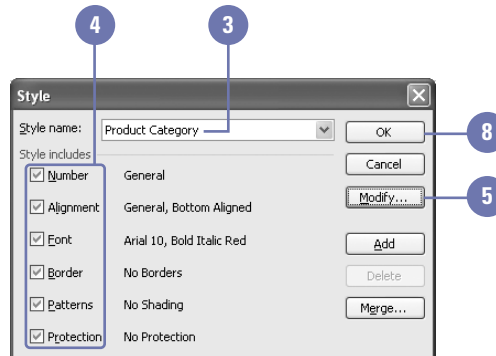 4 3
Style
Style name: Product Category OK 8
Style includes Cancel
Number General
Modify... 5
Alignment General, Bottom Aligned
Font Arial 10, Bold Italic Red Add
Border No Borders Delete
Patterns No Shading Merge...
Protection No Protection